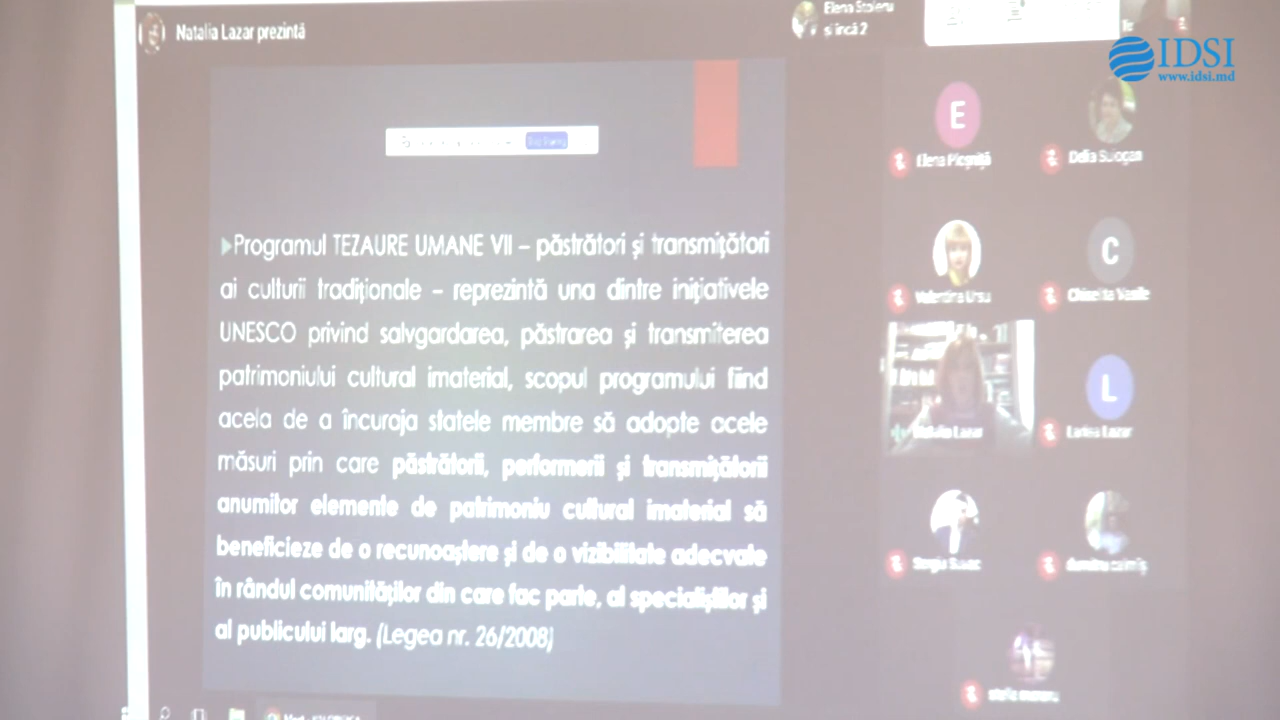 Natalia Lazar prezintă
Elena Stoleru
și încă 2
IDSI
www.idsi.md
Programul TEZAURE UMANE VII – păstrători și transmițători
ai culturii tradiționale – reprezintă una dintre inițiativele
UNESCO privind salvgardarea, păstrarea și transmiterea
patrimoniului cultural imaterial, scopul programului fiind
acela de a încuraja statele membre să adopte acele
măsuri prin care păstrătorii, performerii și transmițătorii
anumitor elemente de patrimoniu cultural imaterial să
beneficieze de o recunoaștere și de o vizibilitate adecvate
în rândul comunităților din care fac parte, al specialiștilor și
al publicului larg. (Legea nr. 26/2008)
E
Elena
Delia
Valentina Ursu
C
Vasile
Natalia Lazar
L
Larisa Lazar